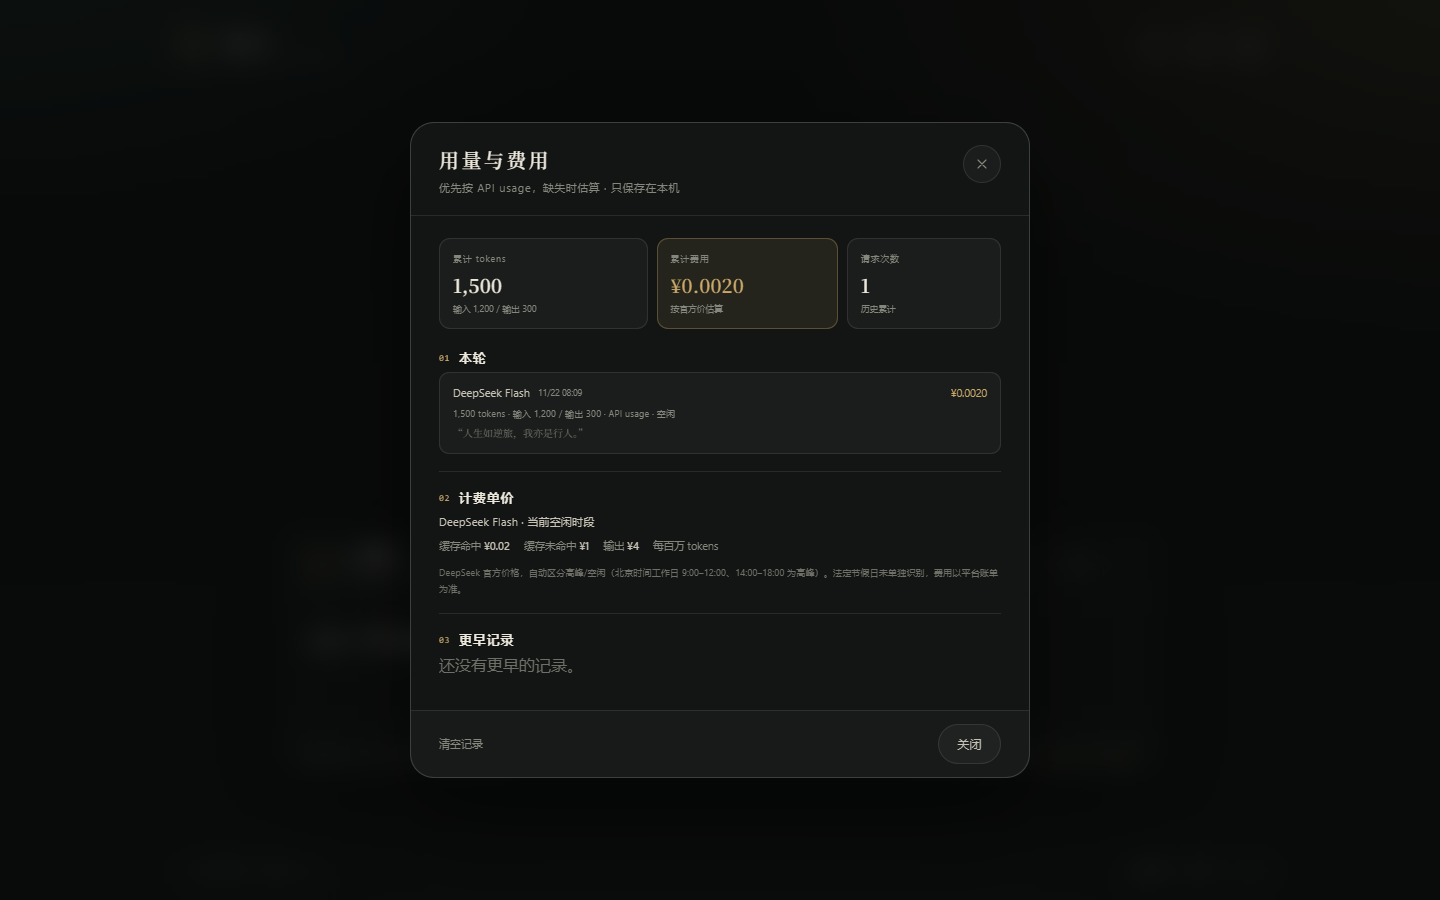 用量与费用
优先按 API usage，缺失时估算 · 只保存在本机
累计 tokens
1,500
输入 1,200 / 输出 300
累计费用
¥0.0020
按官方价估算
请求次数
1
历史累计
01 本轮
DeepSeek Flash 11/22 08:09 ¥0.0020
1,500 tokens · 输入 1,200 / 输出 300 · API usage · 空闲
“人生如逆旅，我亦是行人。”
02 计费单价
DeepSeek Flash · 当前空闲时段
缓存命中 ¥0.02 缓存未命中 ¥1 输出 ¥4 每百万 tokens
DeepSeek 官方价格，自动区分高峰/空闲（北京时间工作日 9:00–12:00、14:00–18:00 为高峰）。法定节假日未单独识别，费用以平台账单
为准。
03 更早记录
还没有更早的记录。
清空记录
关闭